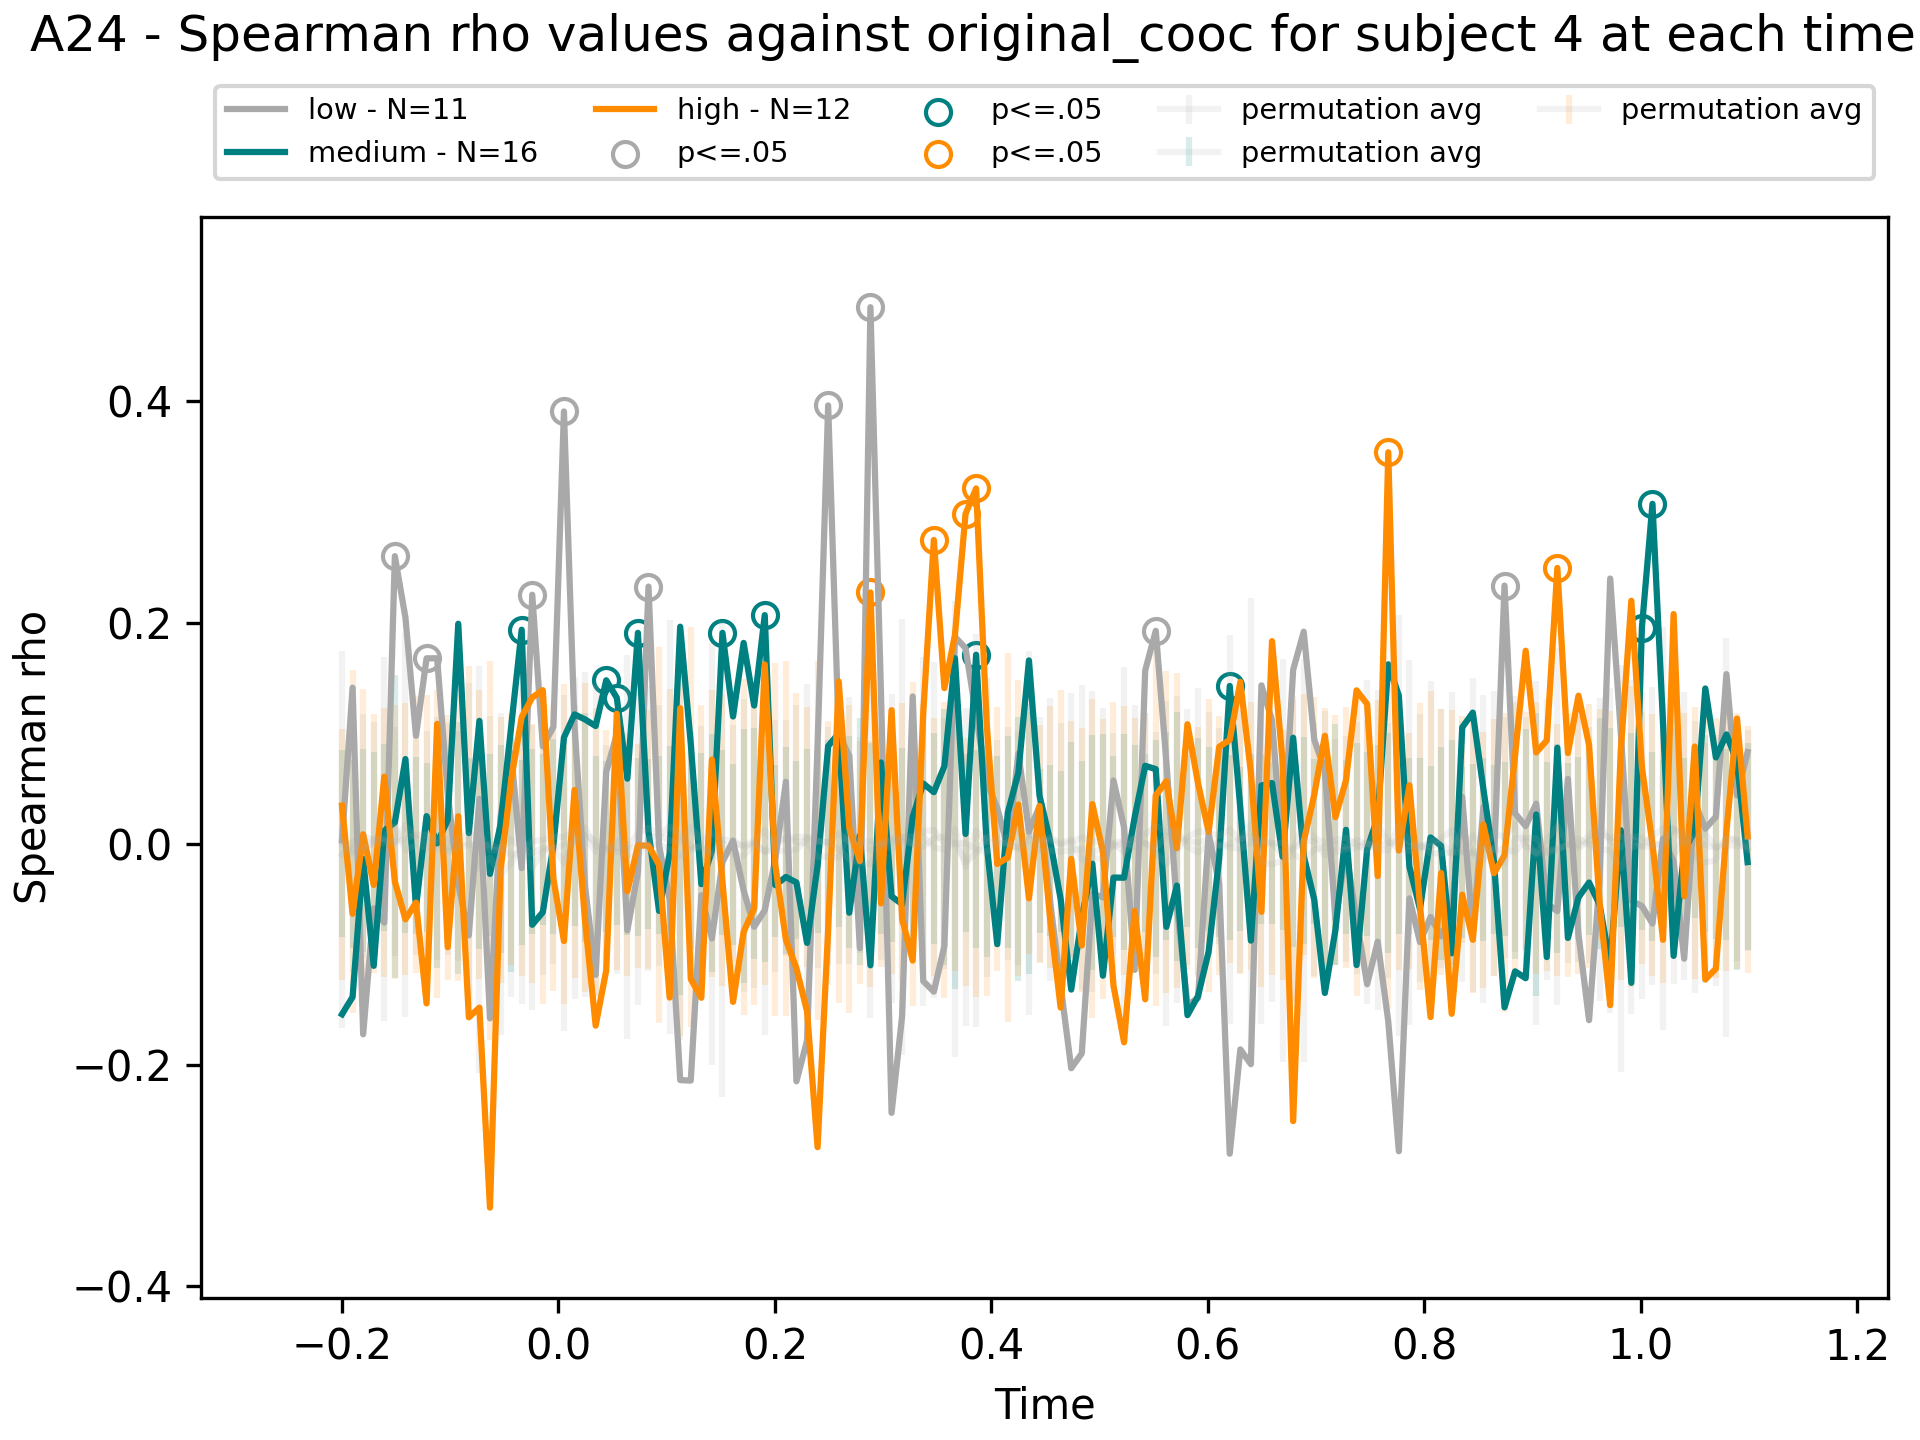 A24 - Spearman rho values against original_cooc for subject 4 at each time
low - N=11
medium - N=16
high - N=12
p<=.05
p<=.05
p<=.05
permutation avg
permutation avg
permutation avg
Spearman rho
0.4
0.2
0.0
−0.2
−0.4
−0.2 0.0 0.2 0.4 0.6 0.8 1.0 1.2
Time